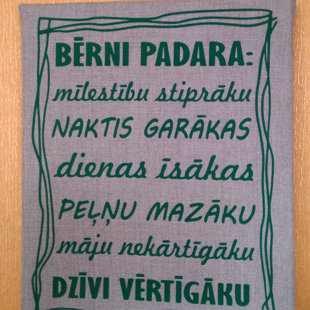 BĒRNI PADARA:
mīlestību stiprāku
NAKTIS GARĀKAS
dienas īsākas
PEĻŅU MAZĀKU
māju nekārtīgāku
DZĪVI VĒRTĪGĀKU